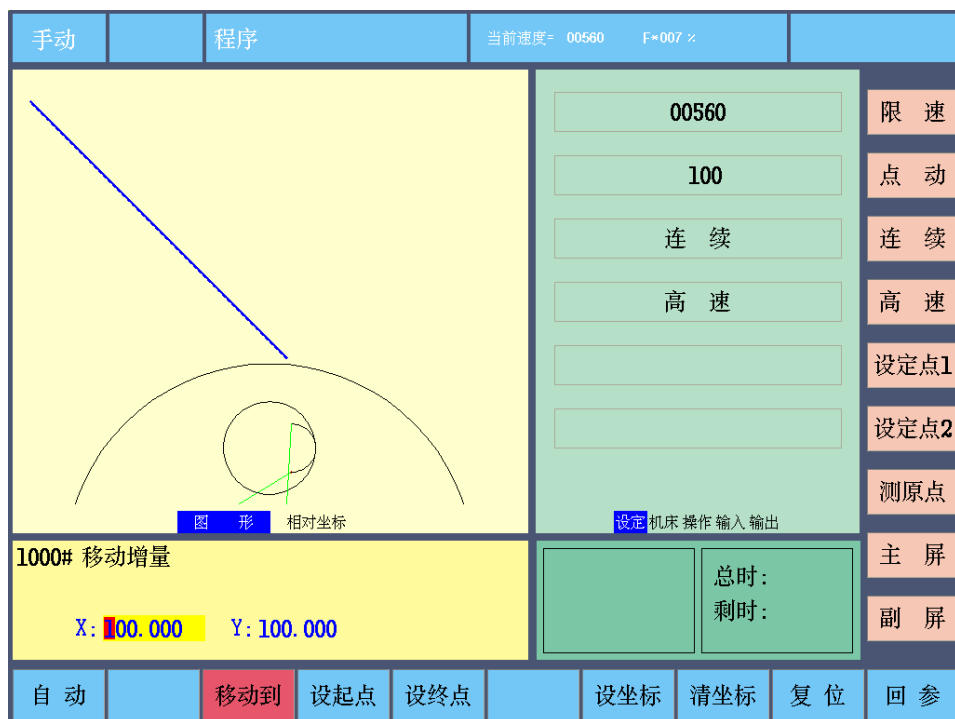 手动 程序 当前速度= 00560 F*007 %
00560
100
连 续
高 速
限 速
点 动
连 续
高 速
设定点1
设定点2
测原点
主 屏
副 屏
图 形 相对坐标
设定 机床 操作 输入 输出
1000# 移动增量
X:100.000 Y:100.000
总时:
剩时:
自 动 移动到 设起点 设终点 设坐标 清坐标 复 位 回 参